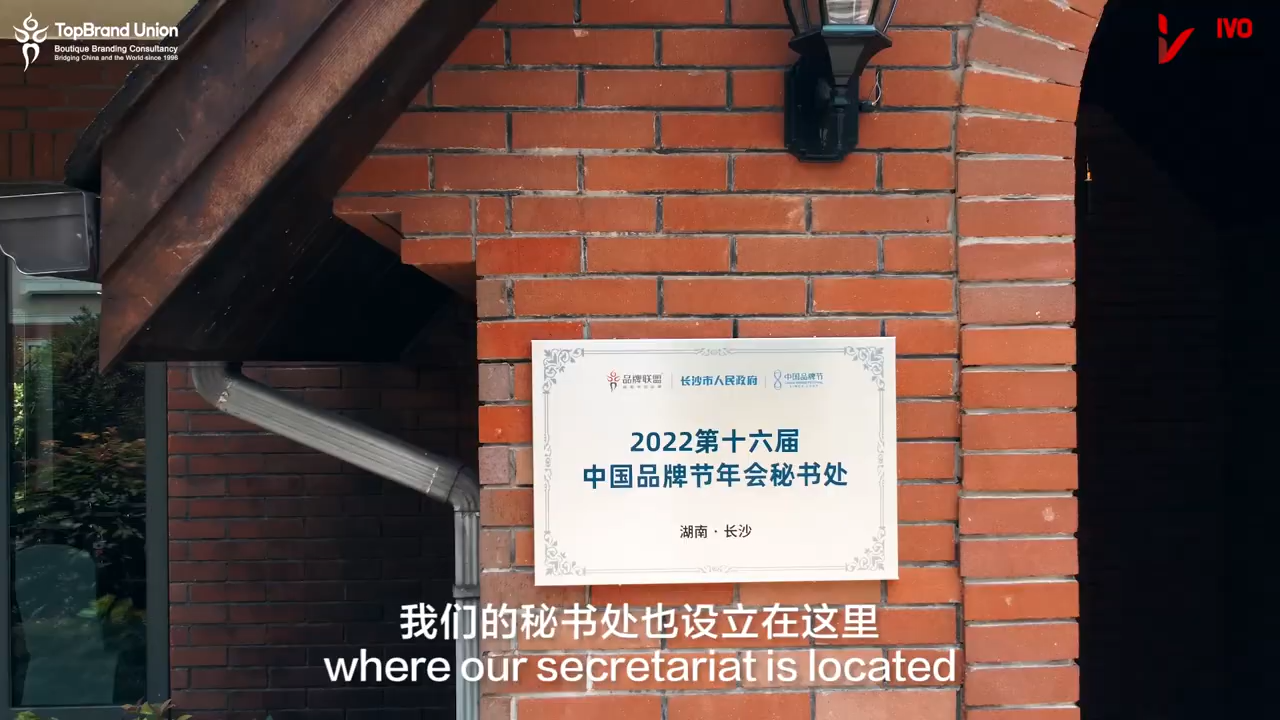 TopBrand Union
Boutique Branding Consultancy
Bridging China and the World since 1996
IVO
品牌联盟
长沙市人民政府
中国品牌节
2022第十六届
中国品牌节年会秘书处
湖南·长沙
我们的秘书处也设立在这里
where our secretariat is located